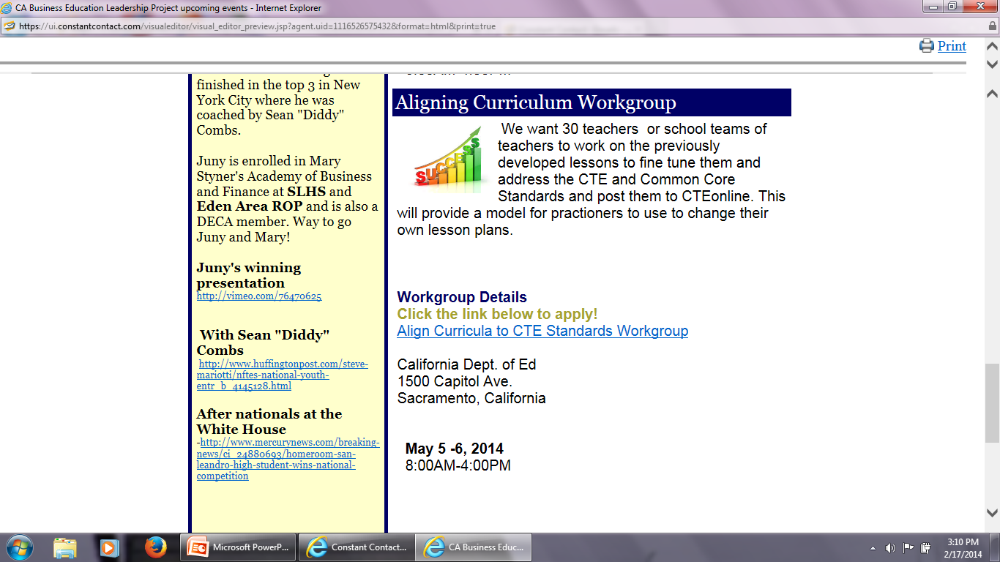 CA Business Education Leadership Project upcoming events - Internet Explorer
https://ui.constantcontact.com/visualeditor/visual_editor_preview.jsp?agent.uid=1116526575432&format=html&print=true
Print
finished in the top 3 in New
York City where he was
coached by Sean "Diddy"
Combs.
Juny is enrolled in Mary
Styner's Academy of Business
and Finance at SLHS and
Eden Area ROP and is also a
DECA member. Way to go
Juny and Mary!
Juny's winning
presentation
http://vimeo.com/76470625
With Sean "Diddy"
Combs
http://www.huffingtonpost.com/steve-
mariotti/nftes-national-youth-
entr_b_4145128.html
After nationals at the
White House
-http://www.mercurynews.com/breaking-
news/ci_24880693/homeroom-san-
leandro-high-student-wins-national-
competition
Aligning Curriculum Workgroup
SUCCESS
We want 30 teachers or school teams of
teachers to work on the previously
developed lessons to fine tune them and
address the CTE and Common Core
Standards and post them to CTEonline. This
will provide a model for practioners to use to change their
own lesson plans.
Workgroup Details
Click the link below to apply!
Align Curricula to CTE Standards Workgroup
California Dept. of Ed
1500 Capitol Ave.
Sacramento, California
May 5 -6, 2014
8:00AM-4:00PM
Microsoft PowerP...
Constant Contact...
CA Business Educ...
3:10 PM
2/17/2014